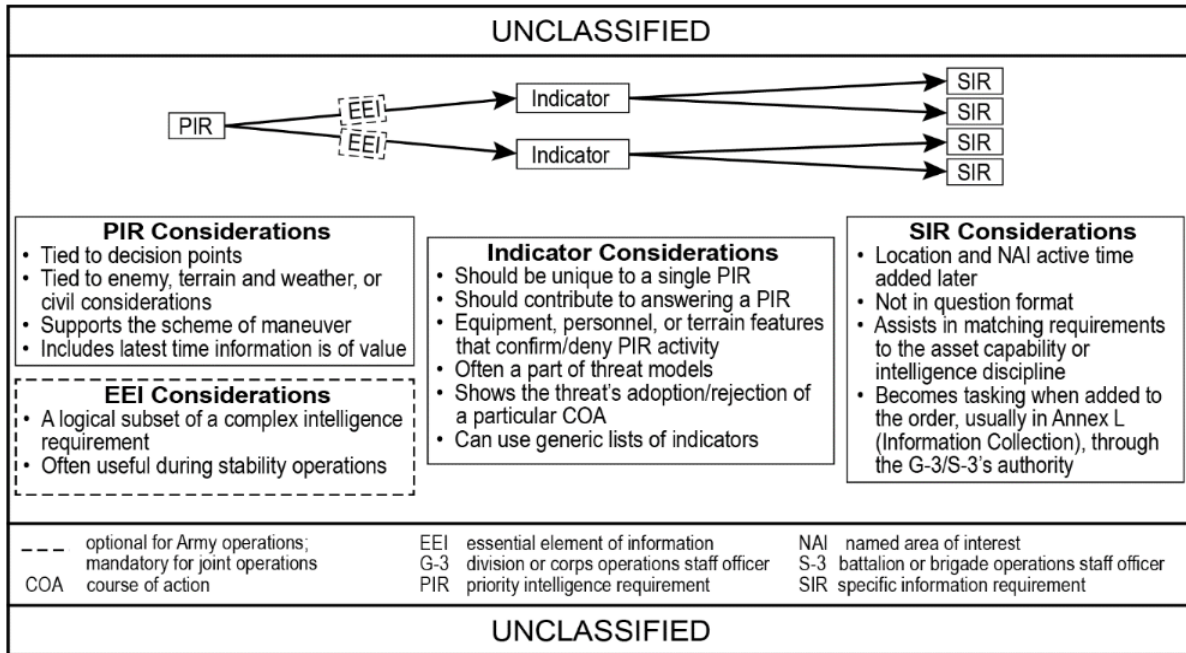 UNCLASSIFIED
PIR
EEI
EEI
Indicator
Indicator
SIR
SIR
SIR
SIR
PIR Considerations
• Tied to decision points
• Tied to enemy, terrain and weather, or
civil considerations
• Supports the scheme of maneuver
• Includes latest time information is of value
EEI Considerations
• A logical subset of a complex intelligence
requirement
• Often useful during stability operations
Indicator Considerations
• Should be unique to a single PIR
• Should contribute to answering a PIR
• Equipment, personnel, or terrain features
that confirm/deny PIR activity
• Often a part of threat models
• Shows the threat's adoption/rejection of
a particular COA
• Can use generic lists of indicators
SIR Considerations
• Location and NAI active time
added later
• Not in question format
• Assists in matching requirements
to the asset capability or
intelligence discipline
• Becomes tasking when added to
the order, usually in Annex L
(Information Collection), through
the G-3/S-3's authority
optional for Army operations;
mandatory for joint operations
COA course of action
EEI essential element of information
G-3 division or corps operations staff officer
PIR priority intelligence requirement
NAI named area of interest
S-3 battalion or brigade operations staff officer
SIR specific information requirement
UNCLASSIFIED